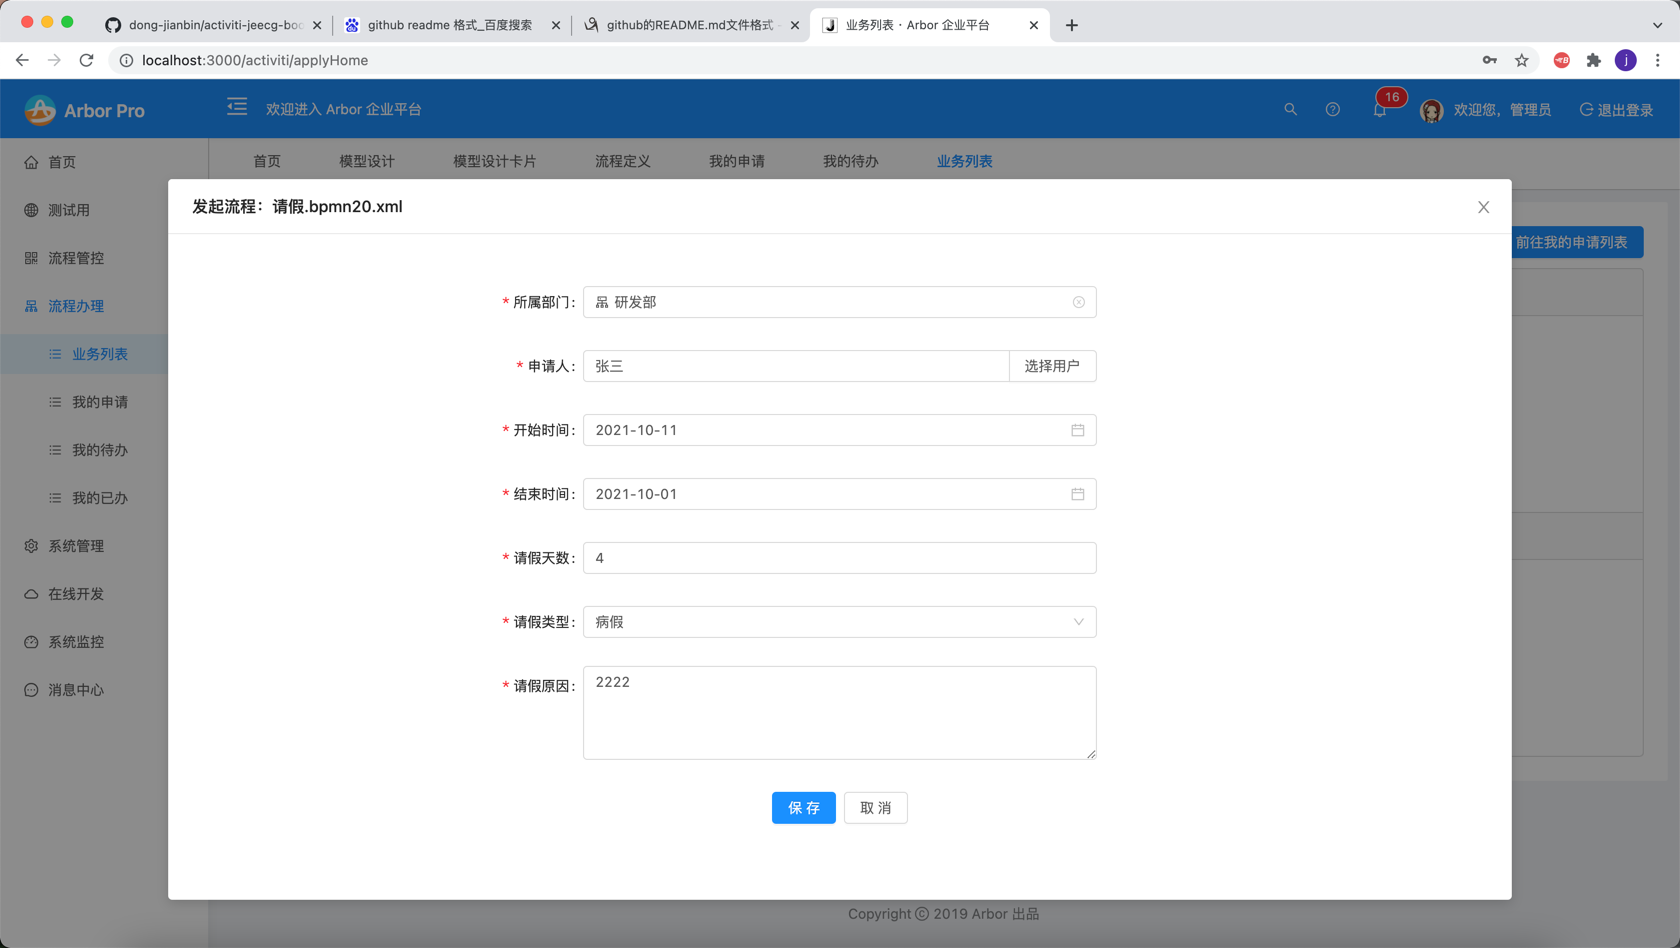 dong-jianbin/activiti-jeecg-boo
github readme 格式_百度搜索
github的README.md文件格式 -
业务列表 · Arbor 企业平台
localhost:3000/activiti/applyHome
j
Arbor Pro
欢迎进入 Arbor 企业平台
16
欢迎您，管理员
退出登录
首页
测试用
流程管控
流程办理
业务列表
我的申请
我的待办
我的已办
系统管理
在线开发
系统监控
消息中心
首页
模型设计
模型设计卡片
流程定义
我的申请
我的待办
业务列表
前往我的申请列表
发起流程：请假.bpmn20.xml
* 所属部门: 研发部
* 申请人: 张三 选择用户
* 开始时间: 2021-10-11
* 结束时间: 2021-10-01
* 请假天数: 4
* 请假类型: 病假
* 请假原因: 2222
保 存
取 消
Copyright © 2019 Arbor 出品